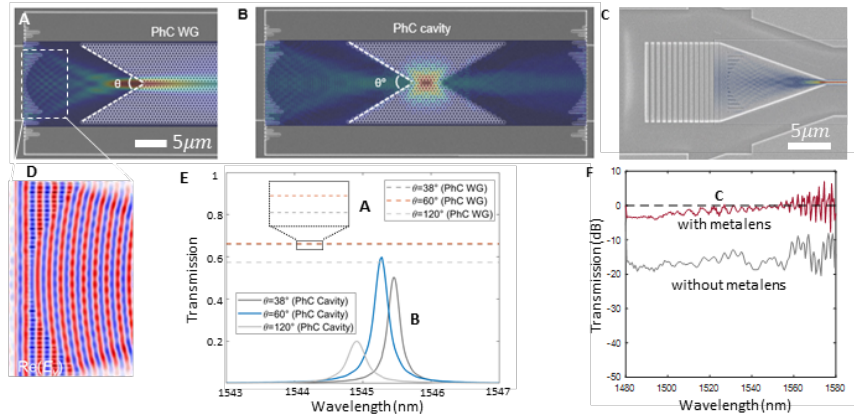 A
PhC WG
θ
5μm
B
PhC cavity
θ°
C
5μm
D
Re(E
E
Transmission
1
0.8
0.6
0.4
0.2
A
θ=38° (PhC WG)
θ=60° (PhC WG)
θ=120° (PhC WG)
θ=38° (PhC Cavity)
θ=60° (PhC Cavity)
θ=120° (PhC Cavity)
B
1543
1544
1545
1546
1547
Wavelength(nm)
F
Transmission (dB)
10
0
-10
-20
-30
-40
-50
C
with metalens
without metalens
1480
1500
1520
1540
1560
1580
Wavelength(nm)